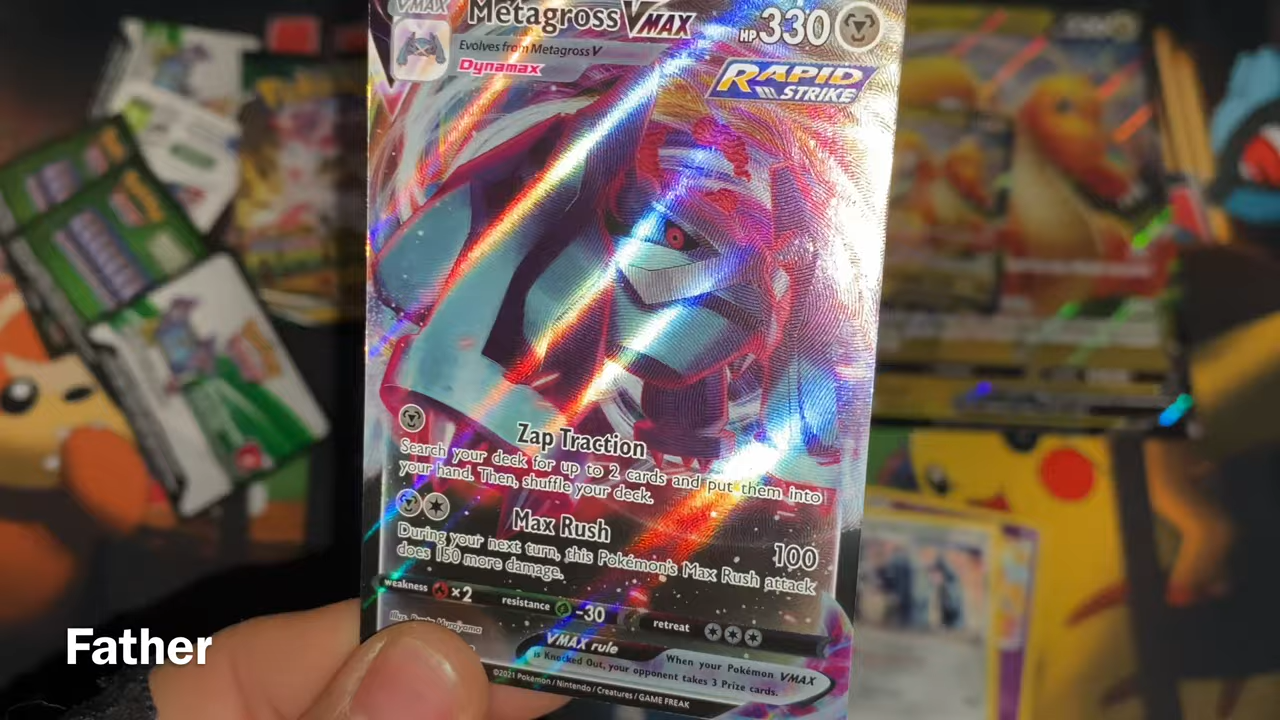 VMAX
Metagross VMAX HP 330
Evolves from Metagross V
Dynamax
RAPID
STRIKE
Zap Traction
Search your deck for up to 2 cards and put them into
your hand. Then, shuffle your deck.
Max Rush 100
During your next turn, this Pokémon's Max Rush attack
does 150 more damage.
weakness ×2 resistance -30 retreat
VMAX rule
When your Pokémon VMAX
is Knocked Out, your opponent takes 3 Prize cards.
©2021 Pokémon / Nintendo / Creatures / GAME FREAK
Father